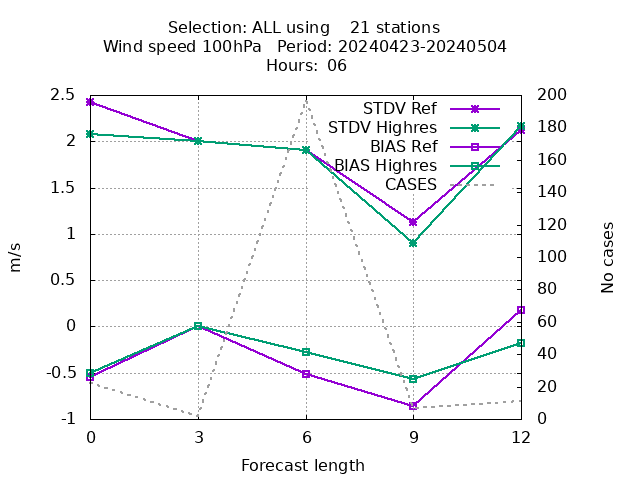 Selection: ALL using    21 stations
Wind speed 100hPa   Period: 20240423-20240504
Hours:  06
STDV Ref
STDV Highres
BIAS Ref
BIAS Highres
CASES
2.5
2
1.5
1
0.5
0
-0.5
-1
200
180
160
140
120
100
80
60
40
20
0
m/s
No cases
0 3 6 9 12
Forecast length